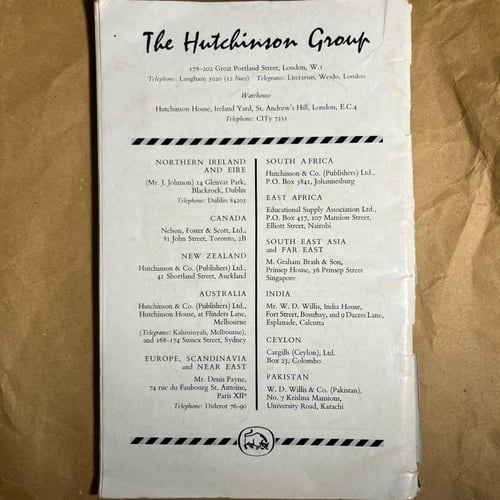 The Hutchinson Group
178-202 Great Portland Street, London, W.1
Telephone: Langham 3020 (12 lines) Telegrams: Literarius, Wesdo, London
Warehouse
Hutchinson House, Ireland Yard, St. Andrew's Hill, London, E.C.4
Telephone: CITy 7251
NORTHERN IRELAND
AND EIRE
(Mr. J. Johnson) 14 Glenvar Park,
Blackrock, Dublin
Telephone: Dublin 84203
CANADA
Nelson, Foster & Scott, Ltd.,
81 John Street, Toronto, 2B
NEW ZEALAND
Hutchinson & Co. (Publishers) Ltd.,
41 Shortland Street, Auckland
AUSTRALIA
Hutchinson & Co. (Publishers) Ltd.,
Hutchinson House, at Flinders Lane,
Melbourne
(Telegrams: Kahminyah, Melbourne),
and 168-174 Sussex Street, Sydney
EUROPE, SCANDINAVIA
and NEAR EAST
Mr. Denis Payne,
74 rue du Faubourg St. Antoine,
Paris XIIe
Telephone: Diderot 76-90
SOUTH AFRICA
Hutchinson & Co. (Publishers) Ltd.,
P.O. Box 5841, Johannesburg
EAST AFRICA
Educational Supply Association Ltd.,
P.O. Box 457, 107 Mansion Street,
Elliott Street, Nairobi
SOUTH EAST ASIA
and FAR EAST
M. Graham Brash & Son,
Prinsep House, 36 Prinsep Street
Singapore
INDIA
Mr. W. D. Willis, India House,
Fort Street, Bombay, and 9 Dacres Lane,
Esplanade, Calcutta
CEYLON
Cargills (Ceylon), Ltd.
Box 23, Colombo
PAKISTAN
W. D. Willis & Co. (Pakistan),
No. 7 Krishna Mansions,
University Road, Karachi